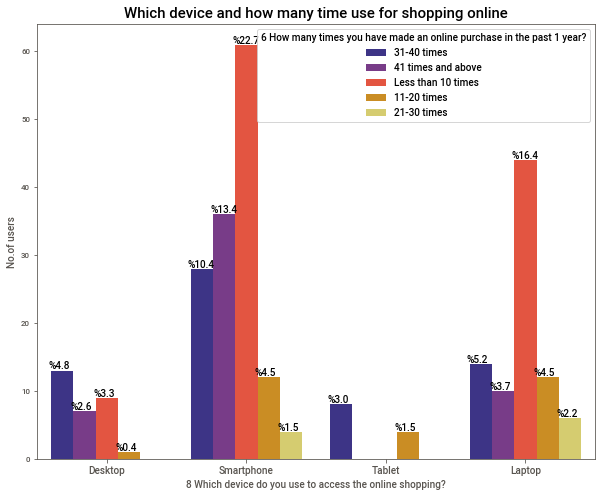 Which device and how many time use for shopping online
6 How many times you have made an online purchase in the past 1 year?
31-40 times
41 times and above
Less than 10 times
11-20 times
21-30 times
No.of users
60
50
40
30
20
10
0
%4.8
%2.6
%3.3
%0.4
%10.4
%13.4
%22.7
%4.5
%1.5
%3.0
%1.5
%5.2
%3.7
%16.4
%4.5
%2.2
Desktop
Smartphone
Tablet
Laptop
8 Which device do you use to access the online shopping?